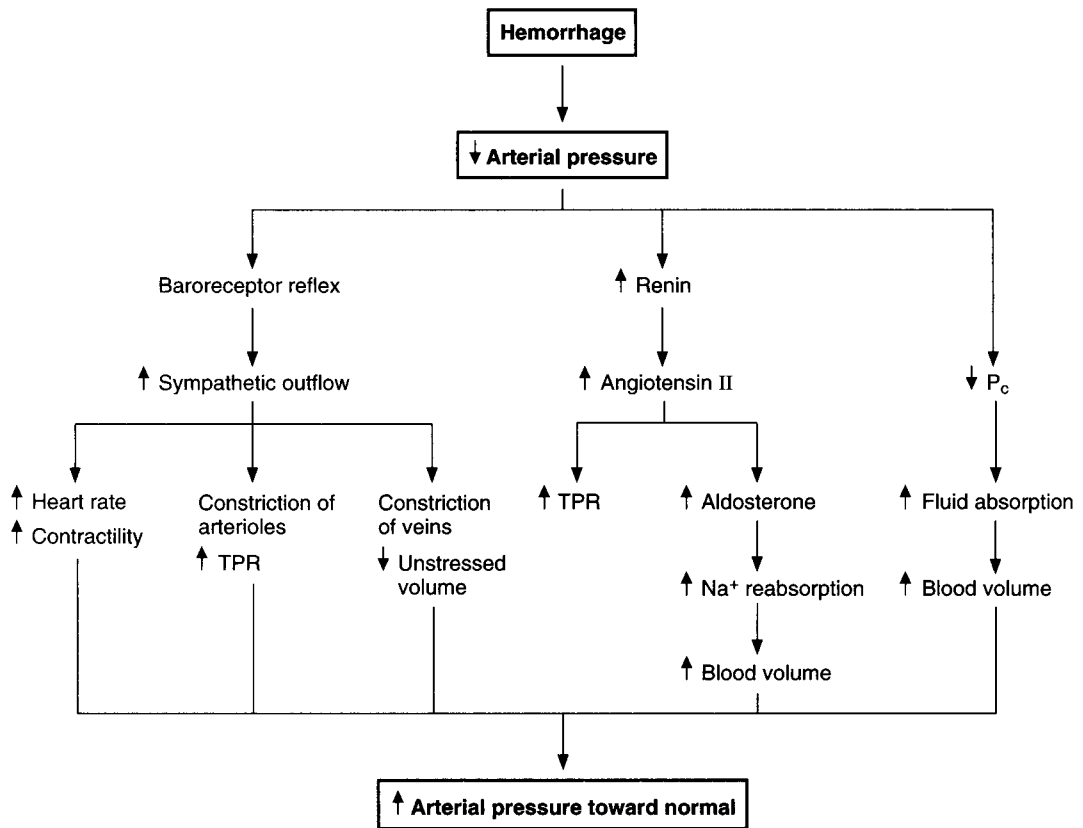 Hemorrhage
↓ Arterial pressure
Baroreceptor reflex
↑ Renin
↑ Sympathetic outflow
↑ Angiotensin II
↓ Pc
↑ Heart rate
↑ Contractility
Constriction of
arterioles
↑ TPR
Constriction
of veins
↓ Unstressed
volume
↑ TPR
↑ Aldosterone
↑ Fluid absorption
↑ Na⁺ reabsorption
↑ Blood volume
↑ Blood volume
↑ Arterial pressure toward normal